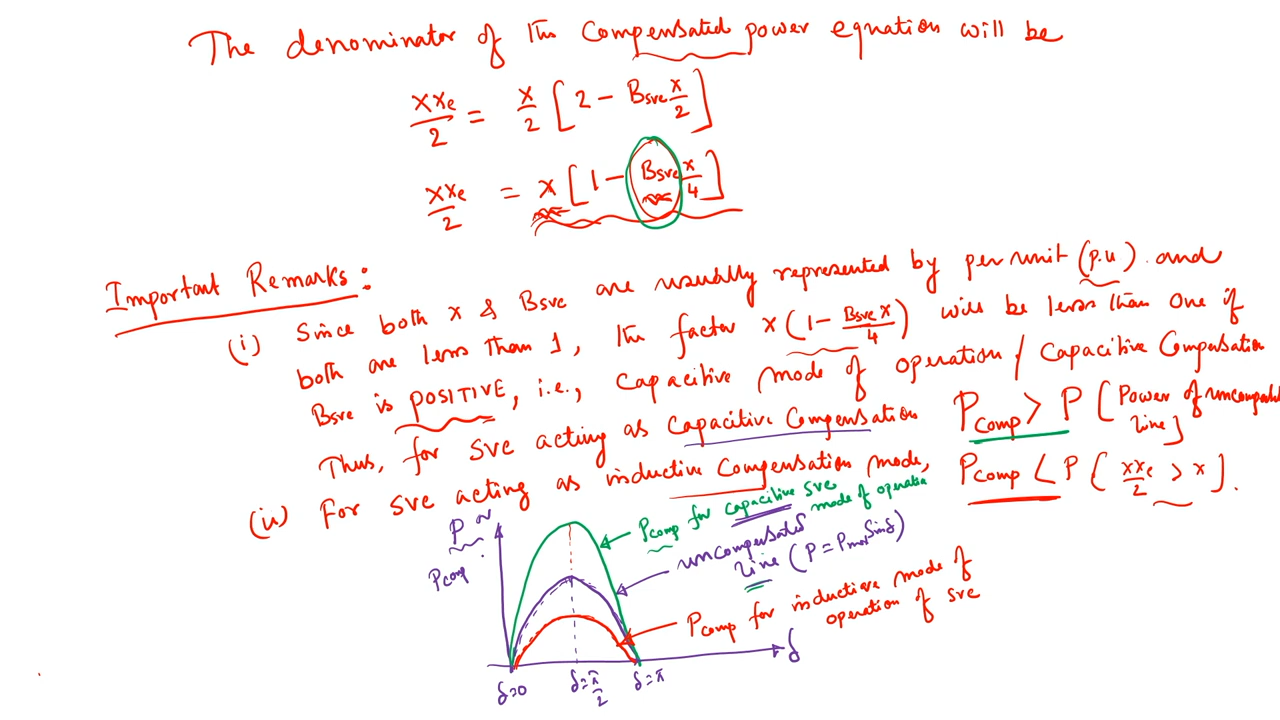 The denominator of the Compensated power equation will be
xxe/2 = x/2 [2 - Bsvc x/2]
xxe/2 = x [1 - Bsvc x/4]
Important Remarks:
(i) Since both x & Bsvc are usually represented by per unit (p.u) and
both are less than 1, the factor x(1 - Bsvc x/4) will be less than one if
Bsvc is POSITIVE, i.e., capacitive mode of operation / Capacitive Compensation
Thus, for SVC acting as capacitive Compensation Pcomp > P [Power of uncompensated
line]
(ii) For SVC acting as inductive Compensation mode, Pcomp < P (xxe/2 > x).
P or
Pcomp
Pcomp for capacitive SVC
mode of operation
uncompensated
line (P = Pmax Sinδ)
Pcomp for inductive mode of
operation of SVC
δ
δ=0 δ=π/2 δ=π